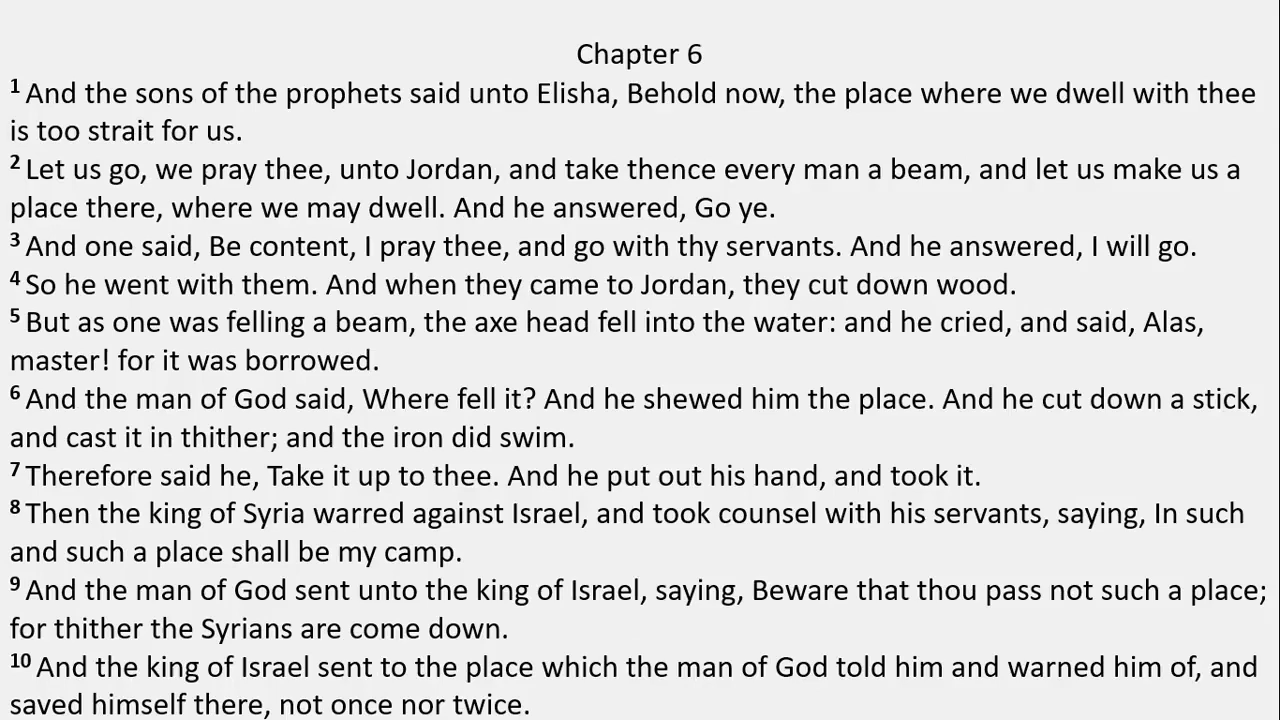 Chapter 6
1 And the sons of the prophets said unto Elisha, Behold now, the place where we dwell with thee
is too strait for us.
2 Let us go, we pray thee, unto Jordan, and take thence every man a beam, and let us make us a
place there, where we may dwell. And he answered, Go ye.
3 And one said, Be content, I pray thee, and go with thy servants. And he answered, I will go.
4 So he went with them. And when they came to Jordan, they cut down wood.
5 But as one was felling a beam, the axe head fell into the water: and he cried, and said, Alas,
master! for it was borrowed.
6 And the man of God said, Where fell it? And he shewed him the place. And he cut down a stick,
and cast it in thither; and the iron did swim.
7 Therefore said he, Take it up to thee. And he put out his hand, and took it.
8 Then the king of Syria warred against Israel, and took counsel with his servants, saying, In such
and such a place shall be my camp.
9 And the man of God sent unto the king of Israel, saying, Beware that thou pass not such a place;
for thither the Syrians are come down.
10 And the king of Israel sent to the place which the man of God told him and warned him of, and
saved himself there, not once nor twice.